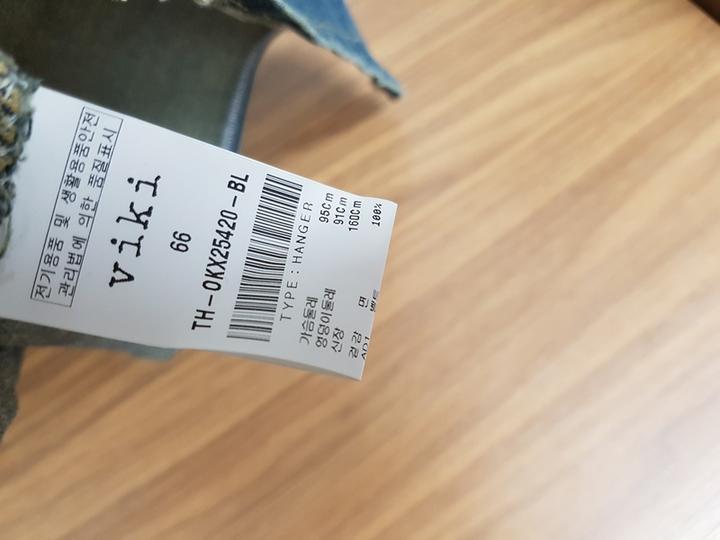 전기용품 및 생활용품안전
관리법에 의한 품질표시
viki
66
TH-OKX25420-BL
TYPE : HANGER
가슴둘레 95Cm
엉덩이둘레 91Cm
신장 160Cm
겉감 면 100%